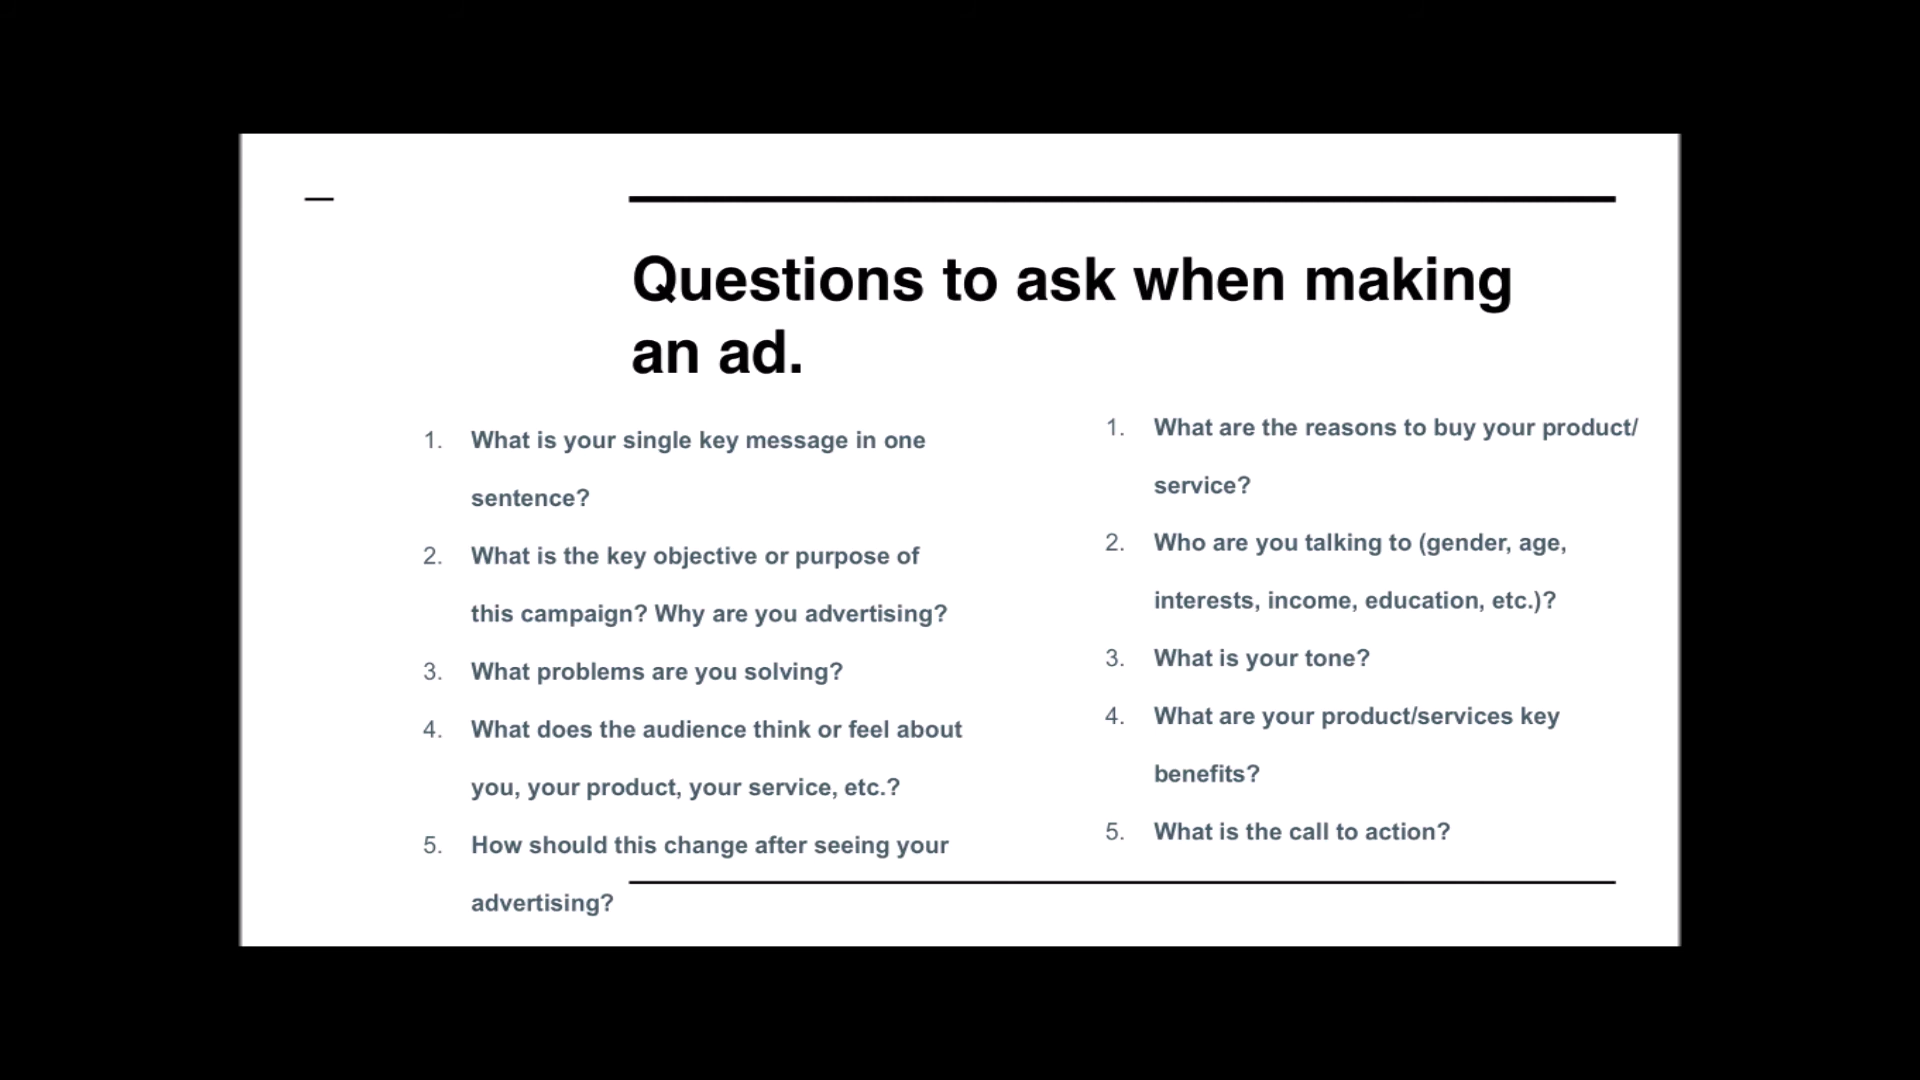 Questions to ask when making
an ad.
1. What is your single key message in one
sentence?
2. What is the key objective or purpose of
this campaign? Why are you advertising?
3. What problems are you solving?
4. What does the audience think or feel about
you, your product, your service, etc.?
5. How should this change after seeing your
advertising?
1. What are the reasons to buy your product/
service?
2. Who are you talking to (gender, age,
interests, income, education, etc.)?
3. What is your tone?
4. What are your product/services key
benefits?
5. What is the call to action?